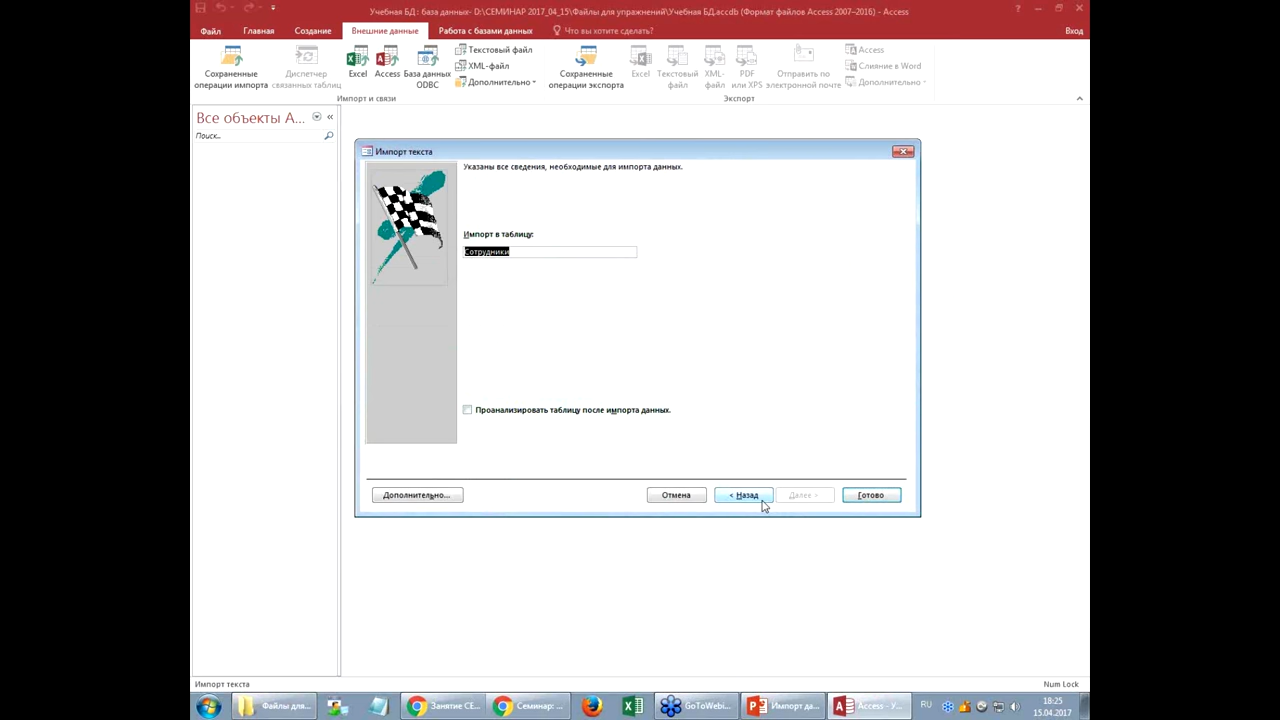 Учебная БД : база данных- D:\СЕМИНАР 2017_04_15\Файлы для упражнений\Учебная БД.accdb (Формат файлов Access 2007–2016) - Access
Файл Главная Создание Внешние данные Работа с базами данных Что вы хотите сделать? Вход
Сохраненные операции импорта
Диспетчер связанных таблиц
Excel
Access
База данных ODBC
Текстовый файл
XML-файл
Дополнительно
Сохраненные операции экспорта
Excel
Текстовый файл
XML-файл
PDF или XPS
Отправить по электронной почте
Access
Слияние в Word
Дополнительно
Импорт и связи
Экспорт
Все объекты A...
Поиск...
Импорт текста
Указаны все сведения, необходимые для импорта данных.
Импорт в таблицу:
Сотрудники
Проанализировать таблицу после импорта данных.
Дополнительно... Отмена < Назад Далее > Готово
Импорт текста
Num Lock
Файлы для... Занятие СЕ... Семинар: ... GoToWebi... Импорт да... Access - У... RU 18:25
15.04.2017